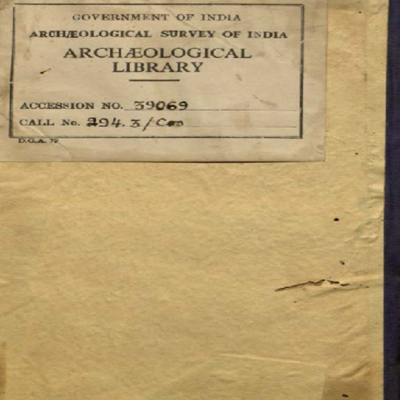 GOVERNMENT OF INDIA
ARCHÆOLOGICAL SURVEY OF INDIA
ARCHÆOLOGICAL
LIBRARY
ACCESSION NO. 39069
CALL No. 294.3/Con
D.G.A. 79